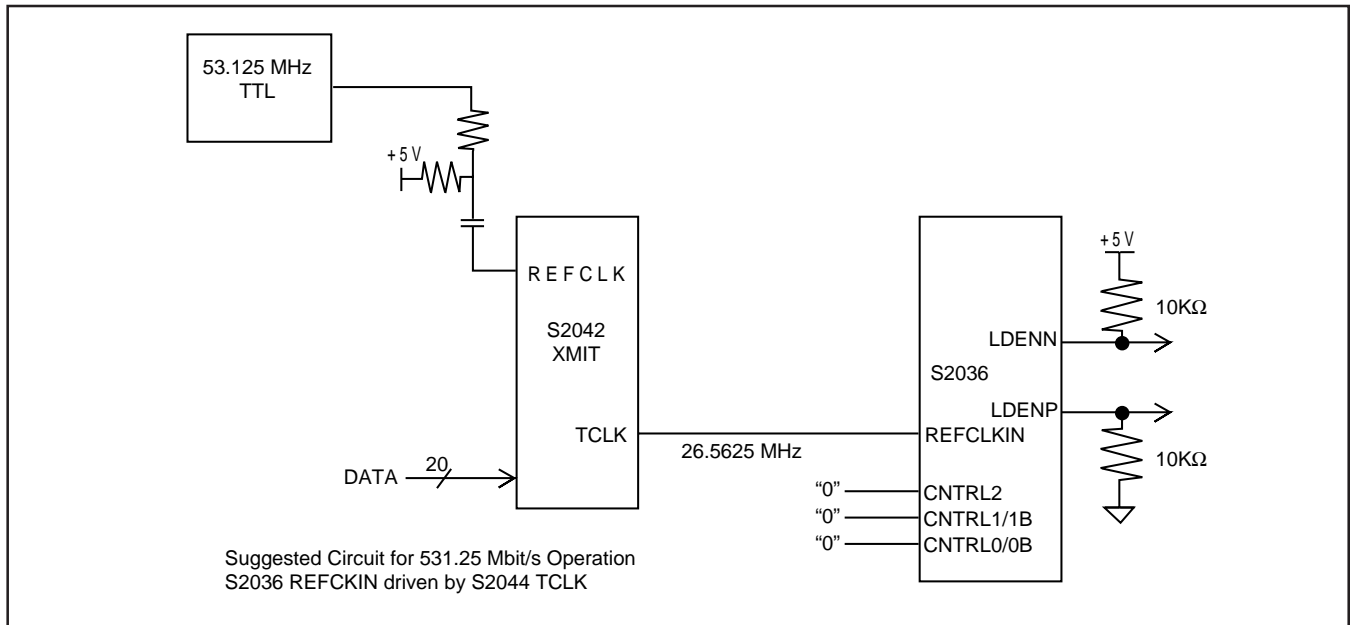 53.125 MHz
TTL
+ 5 V
REFCLK
S2042
XMIT
TCLK
DATA
20
26.5625 MHz
+ 5 V
10KΩ
LDENN
S2036
LDENP
REFCLKIN
10KΩ
“0”
CNTRL2
“0”
CNTRL1/1B
“0”
CNTRL0/0B
Suggested Circuit for 531.25 Mbit/s Operation
S2036 REFCKIN driven by S2044 TCLK